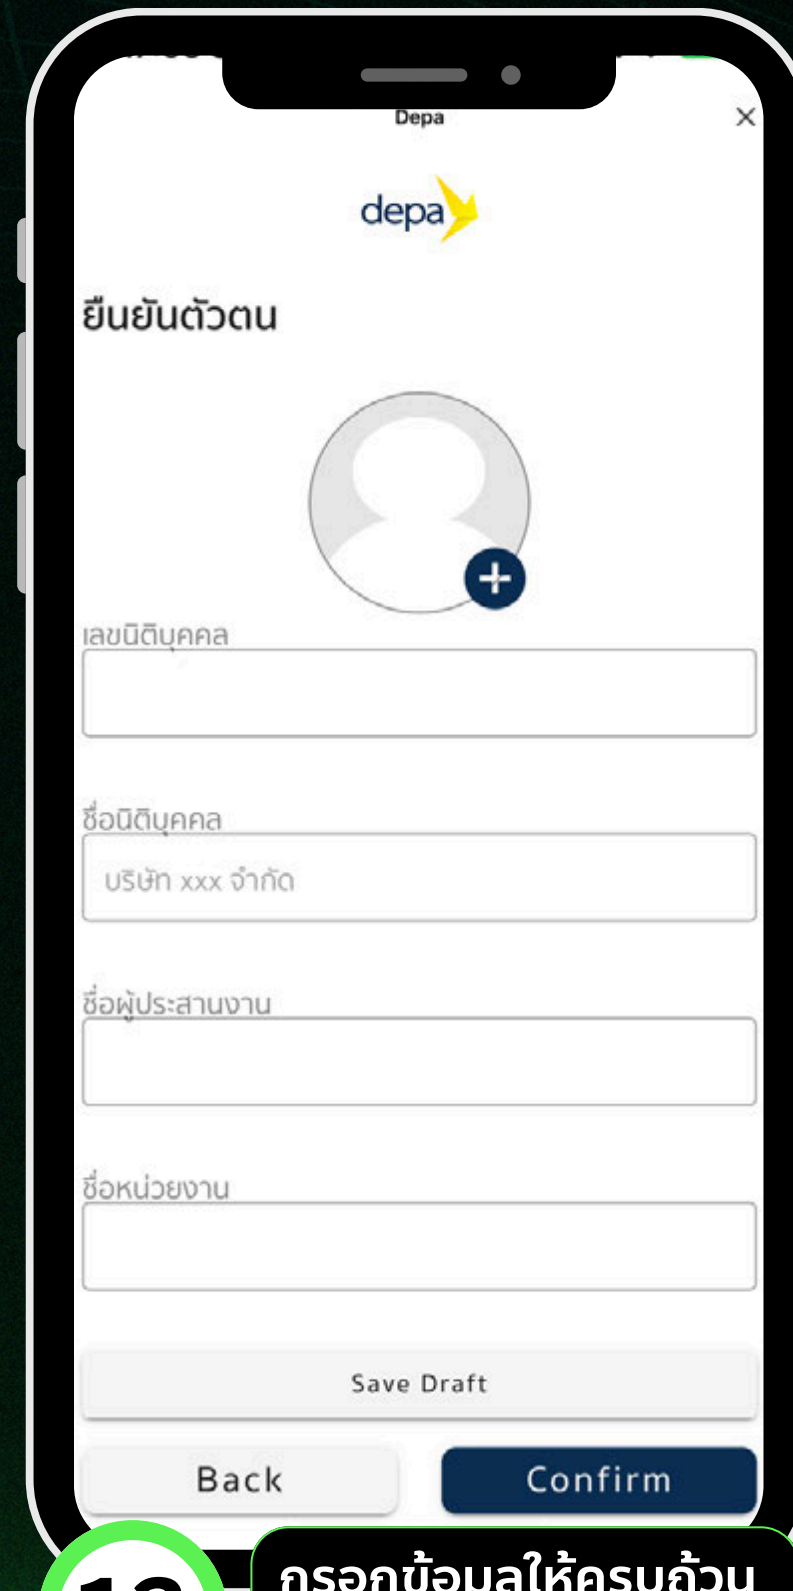 Depa
depa
ยืนยันตัวตน
เลขนิติบุคคล
ชื่อนิติบุคคล
บริษัท xxx จำกัด
ชื่อผู้ประสานงาน
ชื่อหน่วยงาน
Save Draft
Back
Confirm
กรอกข้อมูลให้ครบถ้วน